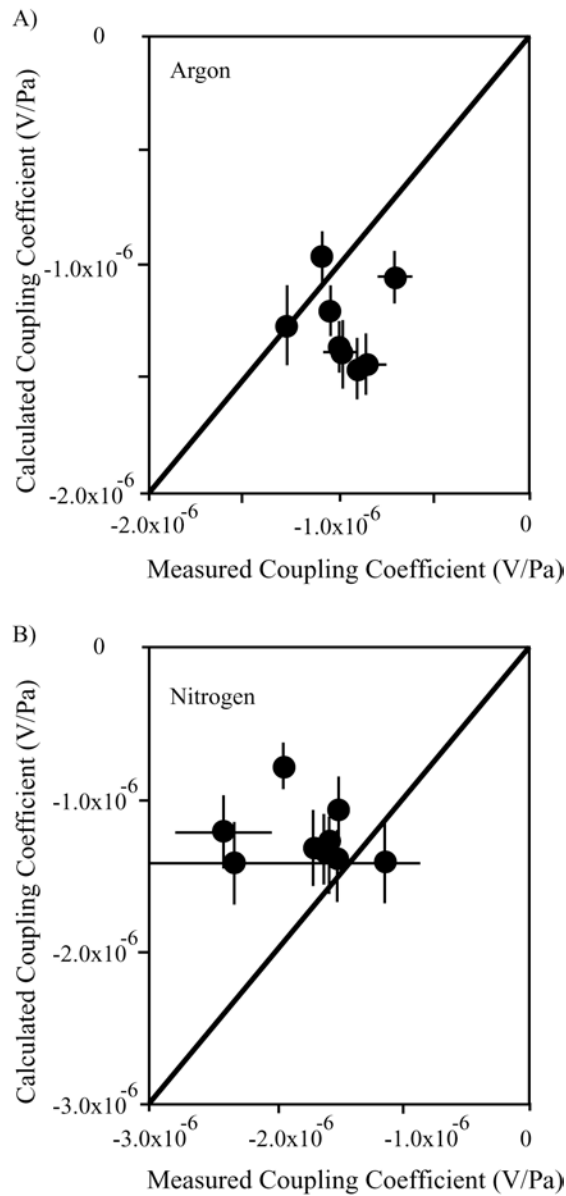 A)
0
Argon
Calculated Coupling Coefficient (V/Pa)
-1.0x10⁻⁶
-2.0x10⁻⁶
-2.0x10⁻⁶ -1.0x10⁻⁶ 0
Measured Coupling Coefficient (V/Pa)
B)
0
Nitrogen
Calculated Coupling Coefficient (V/Pa)
-1.0x10⁻⁶
-2.0x10⁻⁶
-3.0x10⁻⁶
-3.0x10⁻⁶ -2.0x10⁻⁶ -1.0x10⁻⁶ 0
Measured Coupling Coefficient (V/Pa)